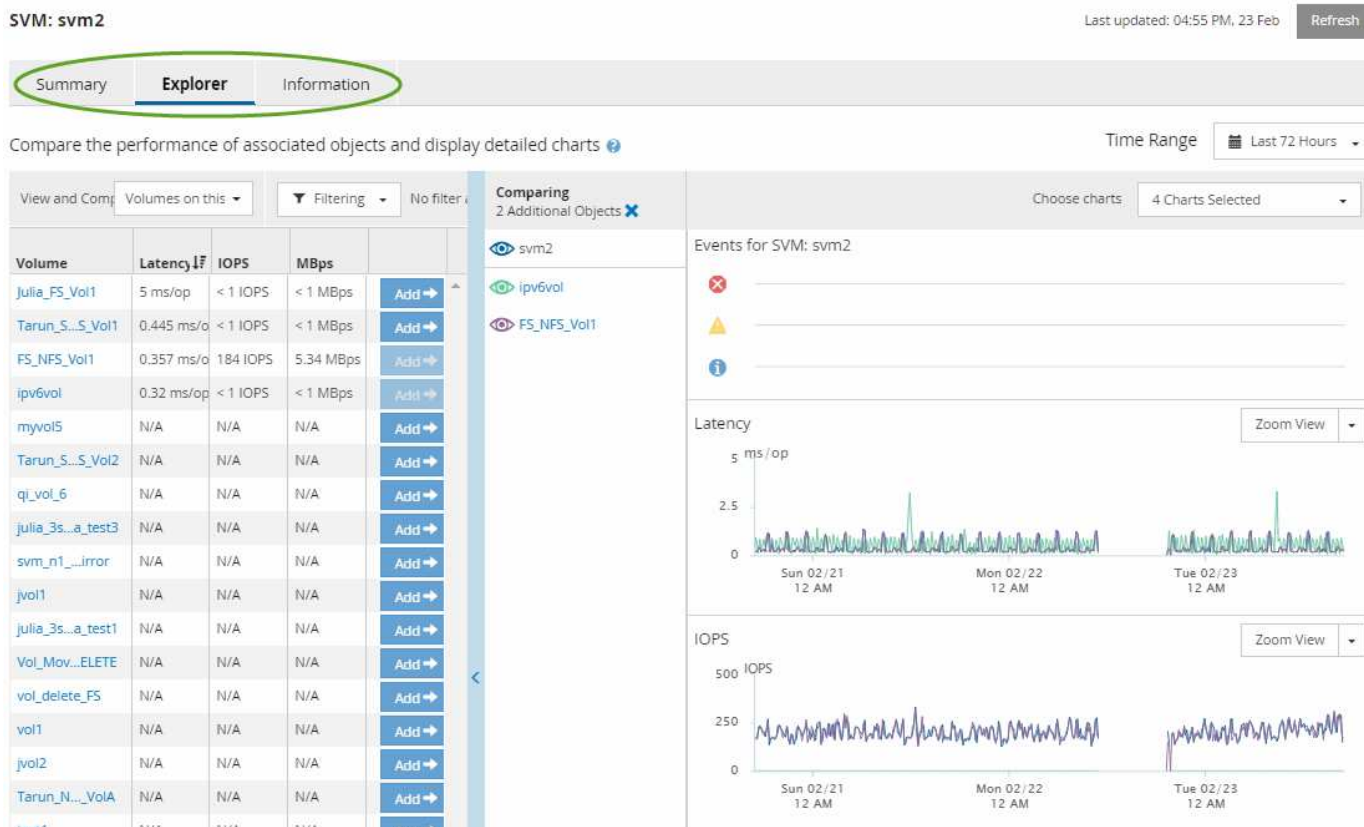 SVM: svm2
Last updated: 04:55 PM, 23 Feb Refresh
Summary Explorer Information
Compare the performance of associated objects and display detailed charts ?
Time Range Last 72 Hours
View and Comp Volumes on this Filtering No filter
Comparing
2 Additional Objects
Choose charts 4 Charts Selected
Volume Latency IOPS MBps
Julia_FS_Vol1 5 ms/op < 1 IOPS < 1 MBps Add
Tarun_S...S_Vol1 0.445 ms/o < 1 IOPS < 1 MBps Add
FS_NFS_Vol1 0.357 ms/o 184 IOPS 5.34 MBps Add
ipv6vol 0.32 ms/op < 1 IOPS < 1 MBps Add
myvol5 N/A N/A N/A Add
Tarun_S...S_Vol2 N/A N/A N/A Add
qi_vol_6 N/A N/A N/A Add
julia_3s...a_test3 N/A N/A N/A Add
svm_n1_...irror N/A N/A N/A Add
jvol1 N/A N/A N/A Add
julia_3s...a_test1 N/A N/A N/A Add
Vol_Mov...ELETE N/A N/A N/A Add
vol_delete_FS N/A N/A N/A Add
vol1 N/A N/A N/A Add
jvol2 N/A N/A N/A Add
Tarun_N..._VolA N/A N/A N/A Add
svm2
ipv6vol
FS_NFS_Vol1
Events for SVM: svm2
Latency Zoom View
5 ms/op
2.5
0
Sun 02/21 Mon 02/22 Tue 02/23
12 AM 12 AM 12 AM
IOPS Zoom View
500 IOPS
250
0
Sun 02/21 Mon 02/22 Tue 02/23
12 AM 12 AM 12 AM